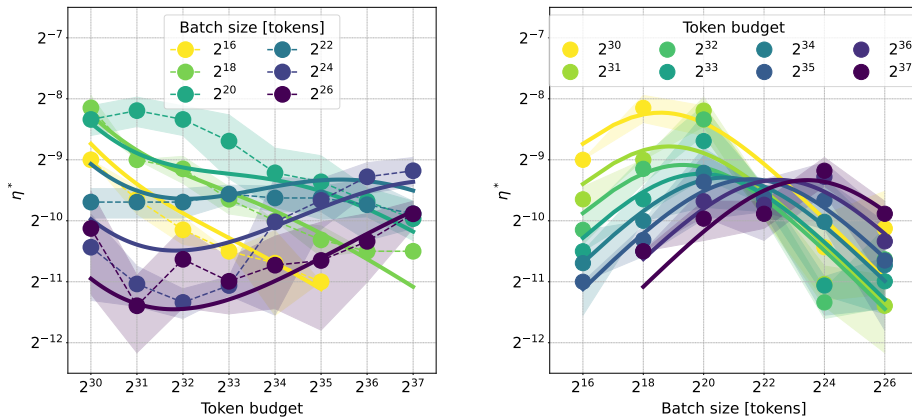 Batch size [tokens]
2^16 2^22
2^18 2^24
2^20 2^26
2^−7
2^−8
2^−9
2^−10
2^−11
2^−12
η*
2^30 2^31 2^32 2^33 2^34 2^35 2^36 2^37
Token budget
Token budget
2^30 2^32 2^34 2^36
2^31 2^33 2^35 2^37
2^−7
2^−8
2^−9
2^−10
2^−11
2^−12
η*
2^16 2^18 2^20 2^22 2^24 2^26
Batch size [tokens]